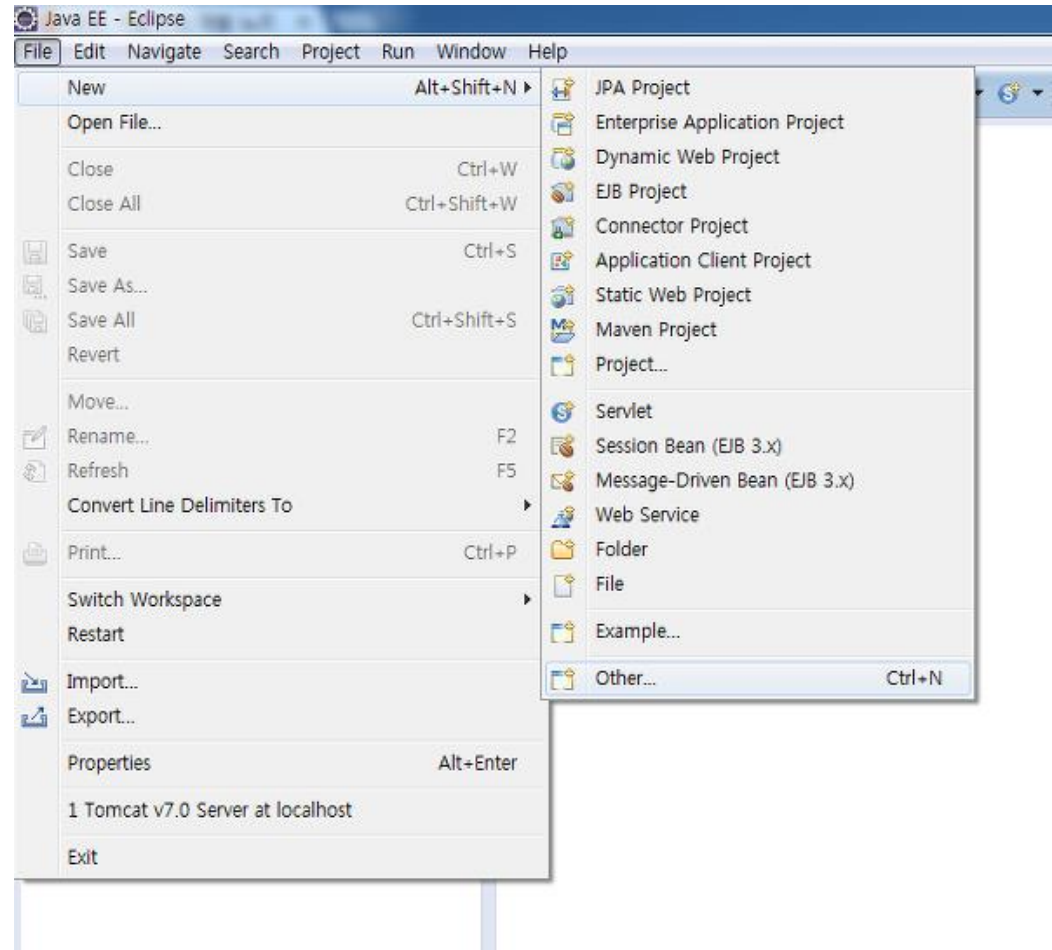 Java EE - Eclipse
File Edit Navigate Search Project Run Window Help
New Alt+Shift+N
Open File...
Close Ctrl+W
Close All Ctrl+Shift+W
Save Ctrl+S
Save As...
Save All Ctrl+Shift+S
Revert
Move...
Rename... F2
Refresh F5
Convert Line Delimiters To
Print... Ctrl+P
Switch Workspace
Restart
Import...
Export...
Properties Alt+Enter
1 Tomcat v7.0 Server at localhost
Exit
JPA Project
Enterprise Application Project
Dynamic Web Project
EJB Project
Connector Project
Application Client Project
Static Web Project
Maven Project
Project...
Servlet
Session Bean (EJB 3.x)
Message-Driven Bean (EJB 3.x)
Web Service
Folder
File
Example...
Other... Ctrl+N